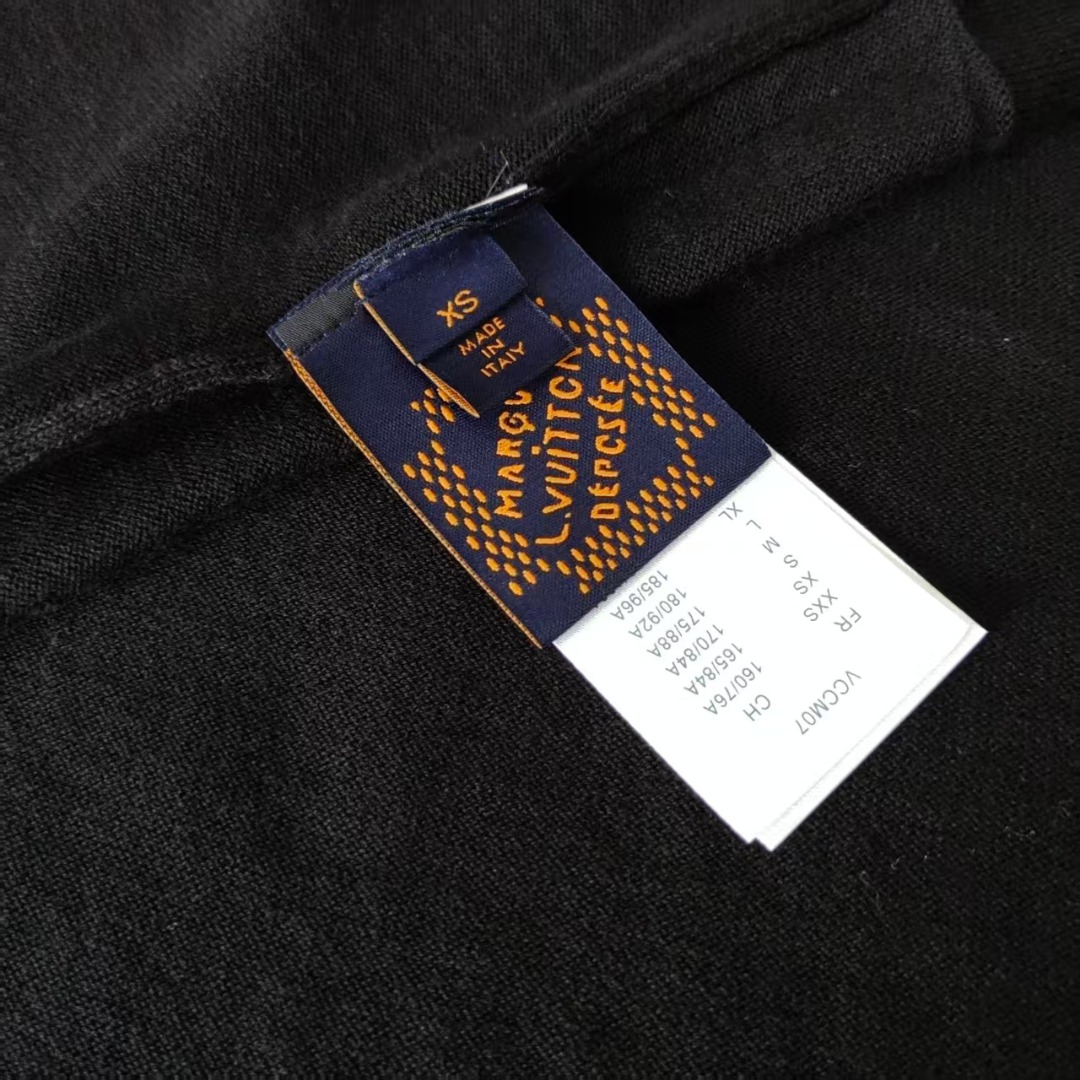 XS
MADE
IN
ITALY
MARQU
L.VUITTON
DEPCSÉE
VCCM07
FR CH
XXS 160/76A
XS 165/84A
S 170/84A
M 175/88A
L 180/92A
XL 185/96A